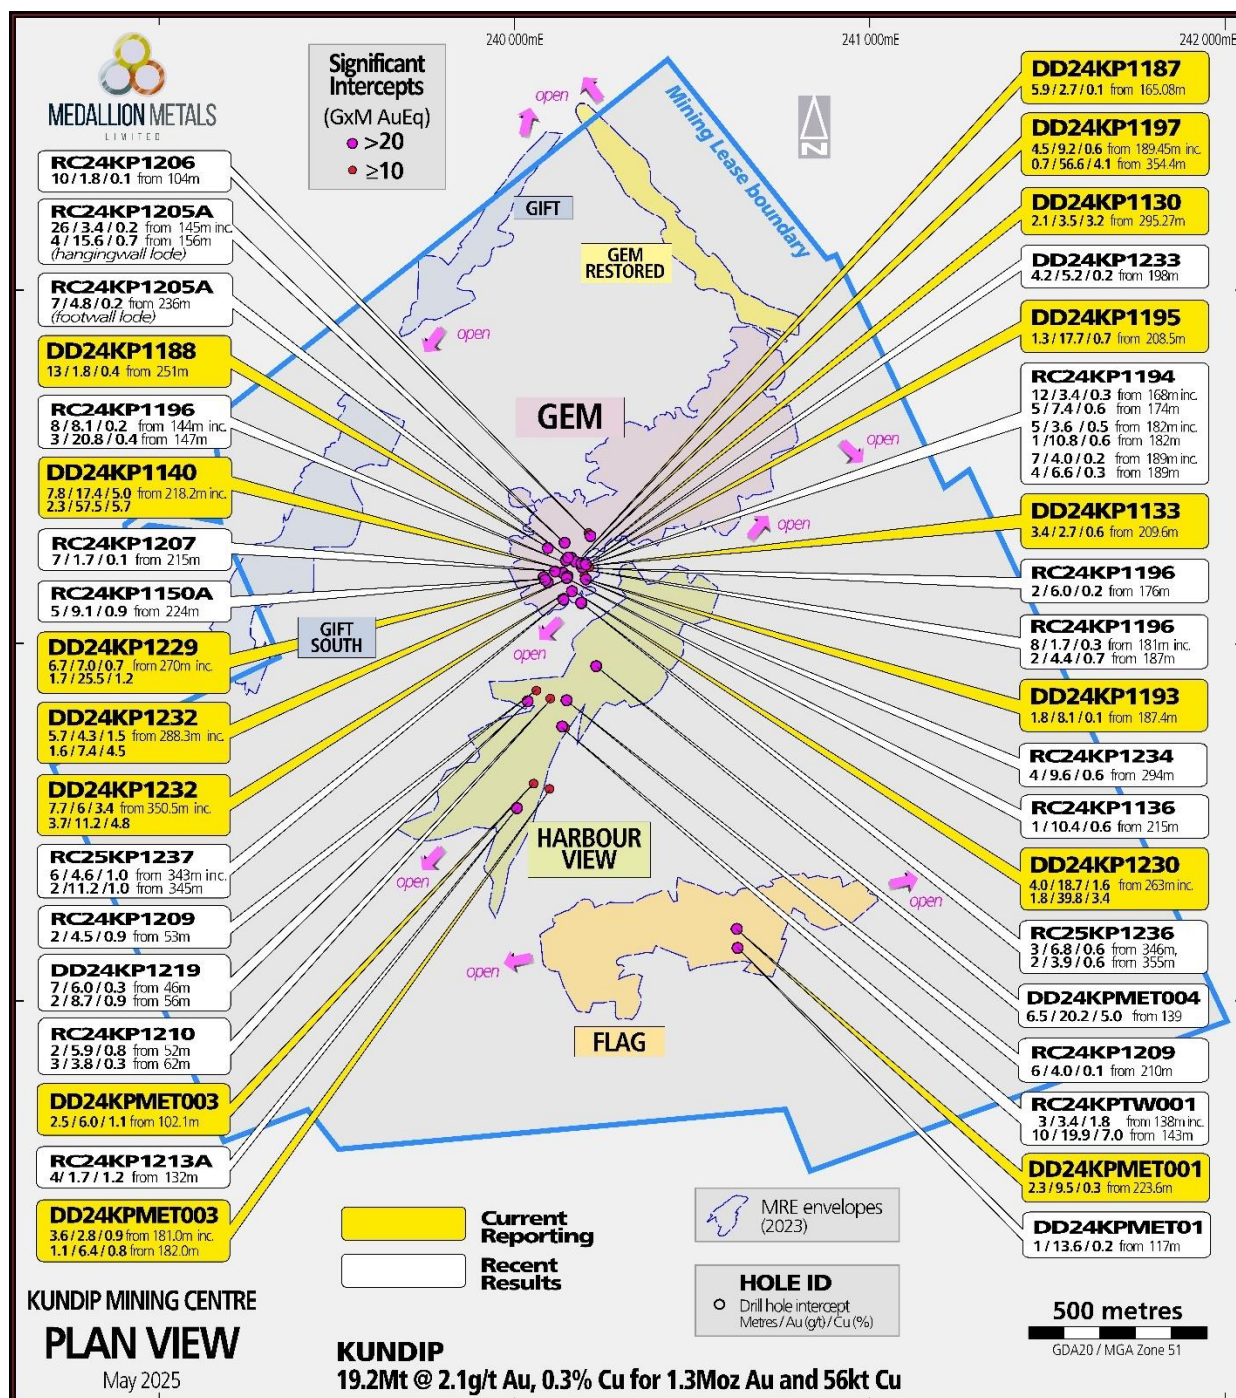 240 000mE
241 000mE
242 000mE
MEDALLION METALS
LIMITED
Significant
Intercepts
(GxM AuEq)
>20
≥10
RC24KP1206
10 / 1.8 / 0.1 from 104m
RC24KP1205A
26 / 3.4 / 0.2 from 145m inc.
4 / 15.6 / 0.7 from 156m
(hangingwall lode)
RC24KP1205A
7 / 4.8 / 0.2 from 236m
(footwall lode)
DD24KP1188
13 / 1.8 / 0.4 from 251m
RC24KP1196
8 / 8.1 / 0.2 from 144m inc.
3 / 20.8 / 0.4 from 147m
DD24KP1140
7.8 / 17.4 / 5.0 from 218.2m inc.
2.3 / 57.5 / 5.7
RC24KP1207
7 / 1.7 / 0.1 from 215m
RC24KP1150A
5 / 9.1 / 0.9 from 224m
DD24KP1229
6.7 / 7.0 / 0.7 from 270m inc.
1.7 / 25.5 / 1.2
DD24KP1232
5.7 / 4.3 / 1.5 from 288.3m inc.
1.6 / 7.4 / 4.5
DD24KP1232
7.7 / 6 / 3.4 from 350.5m inc.
3.7/ 11.2 / 4.8
RC25KP1237
6 / 4.6 / 1.0 from 343m inc.
2 /11.2 /1.0 from 345m
RC24KP1209
2 / 4.5 / 0.9 from 53m
DD24KP1219
7 / 6.0 / 0.3 from 46m
2 / 8.7 / 0.9 from 56m
RC24KP1210
2 / 5.9 / 0.8 from 52m
3 / 3.8 / 0.3 from 62m
DD24KPMET003
2.5 / 6.0 / 1.1 from 102.1m
RC24KP1213A
4/ 1.7 / 1.2 from 132m
DD24KPMET003
3.6 / 2.8 / 0.9 from 181.0m inc.
1.1 / 6.4 / 0.8 from 182.0m
open
open
GIFT
GEM
RESTORED
Mining Lease boundary
open
GEM
open
open
GIFT
SOUTH
open
HARBOUR
VIEW
open
open
open
FLAG
DD24KP1187
5.9 / 2.7 / 0.1 from 165.08m
DD24KP1197
4.5 / 9.2 / 0.6 from 189.45m inc.
0.7 / 56.6 / 4.1 from 354.4m
DD24KP1130
2.1 / 3.5 / 3.2 from 295.27m
DD24KP1233
4.2 / 5.2 / 0.2 from 198m
DD24KP1195
1.3 / 17.7 / 0.7 from 208.5m
RC24KP1194
12 / 3.4 / 0.3 from 168m inc.
5 / 7.4 / 0.6 from 174m
5 / 3.6 / 0.5 from 182m inc.
1 /10.8 / 0.6 from 182m
7 / 4.0 / 0.2 from 189m inc.
4 / 6.6 / 0.3 from 189m
DD24KP1133
3.4 / 2.7 / 0.6 from 209.6m
RC24KP1196
2 / 6.0 / 0.2 from 176m
RC24KP1196
8 / 1.7 / 0.3 from 181m inc.
2 / 4.4 / 0.7 from 187m
DD24KP1193
1.8 / 8.1 / 0.1 from 187.4m
RC24KP1234
4 / 9.6 / 0.6 from 294m
RC24KP1136
1 / 10.4 / 0.6 from 215m
DD24KP1230
4.0 / 18.7 / 1.6 from 263m inc.
1.8 / 39.8 / 3.4
RC25KP1236
3 / 6.8 / 0.6 from 346m,
2 / 3.9 / 0.6 from 355m
DD24KPMET004
6.5 / 20.2 / 5.0 from 139
RC24KP1209
6 / 4.0 / 0.1 from 210m
RC24KPTW001
3 / 3.4 / 1.8 from 138m inc.
10 / 19.9 / 7.0 from 143m
DD24KPMET001
2.3 / 9.5 / 0.3 from 223.6m
DD24KPMET01
1 / 13.6 / 0.2 from 117m
N
Current
Reporting
Recent
Results
MRE envelopes
(2023)
HOLE ID
Drill hole intercept
Metres / Au (g/t) / Cu (%)
500 metres
GDA20 / MGA Zone 51
KUNDIP MINING CENTRE
PLAN VIEW
May 2025
KUNDIP
19.2Mt @ 2.1g/t Au, 0.3% Cu for 1.3Moz Au and 56kt Cu